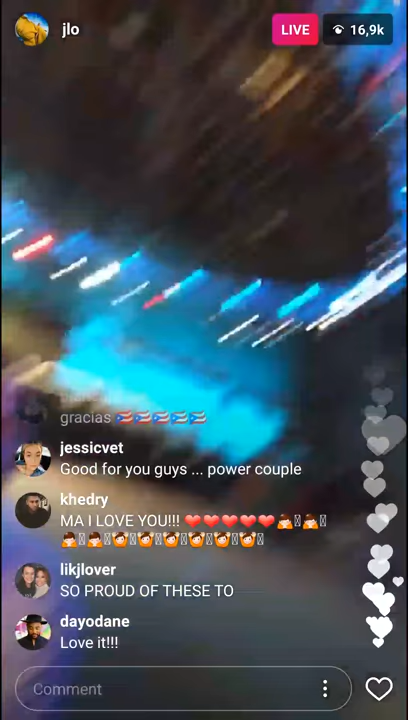 jlo
LIVE
16,9k
gracias 🇵🇷🇵🇷🇵🇷🇵🇷🇵🇷
jessicvet
Good for you guys ... power couple
khedry
MA I LOVE YOU!!! ❤️❤️❤️❤️❤️
likjlover
SO PROUD OF THESE TO
dayodane
Love it!!!
Comment